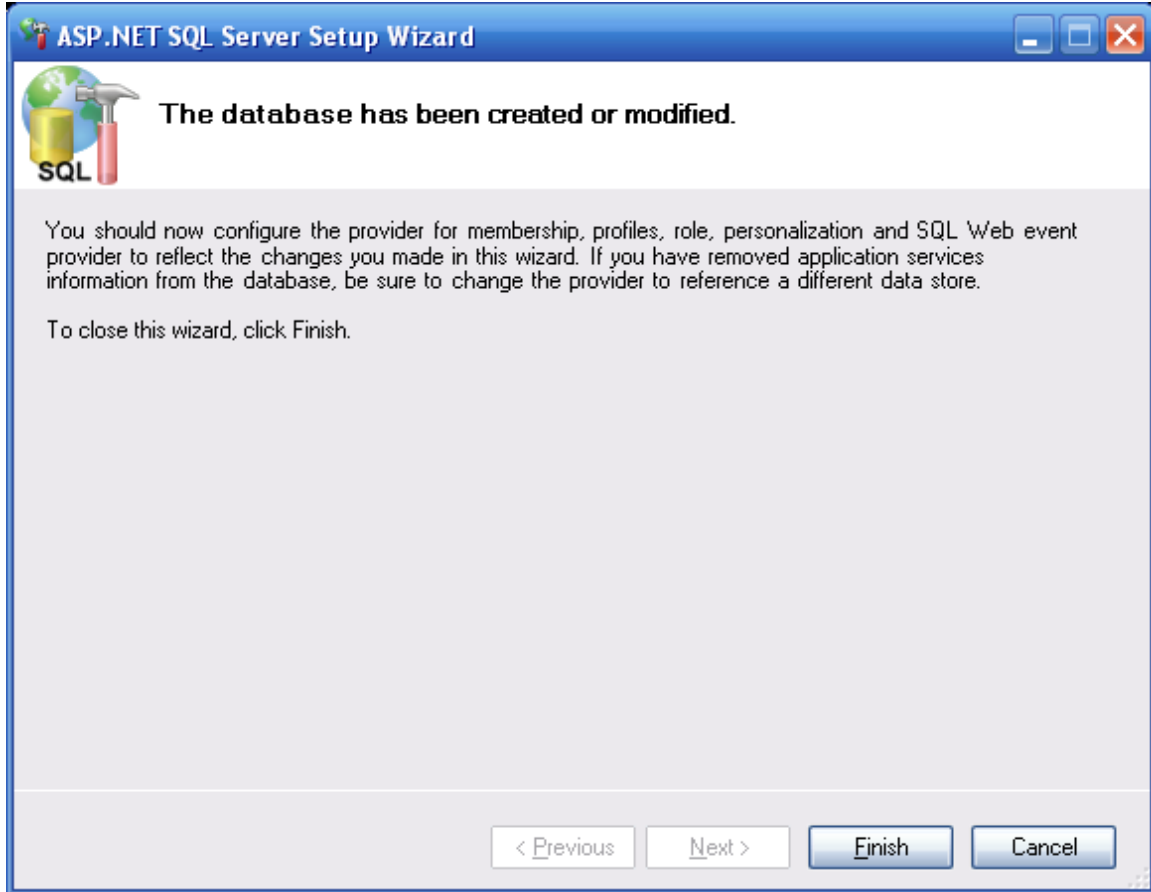 ASP.NET SQL Server Setup Wizard
The database has been created or modified.
SQL
You should now configure the provider for membership, profiles, role, personalization and SQL Web event
provider to reflect the changes you made in this wizard. If you have removed application services
information from the database, be sure to change the provider to reference a different data store.
To close this wizard, click Finish.
< Previous Next > Finish Cancel